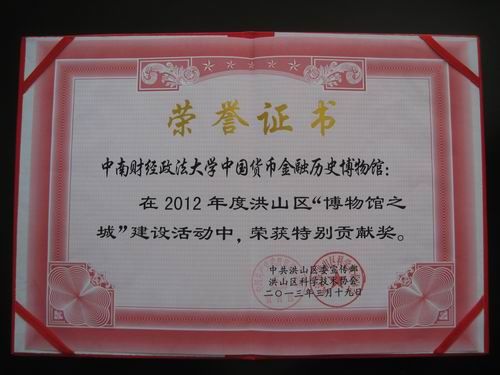 荣誉证书
中南财经政法大学中国货币金融历史博物馆：
在2012年度洪山区“博物馆之
城”建设活动中，荣获特别贡献奖。
中共洪山区委宣传部
洪山区科学技术协会
二〇一三年三月十九日